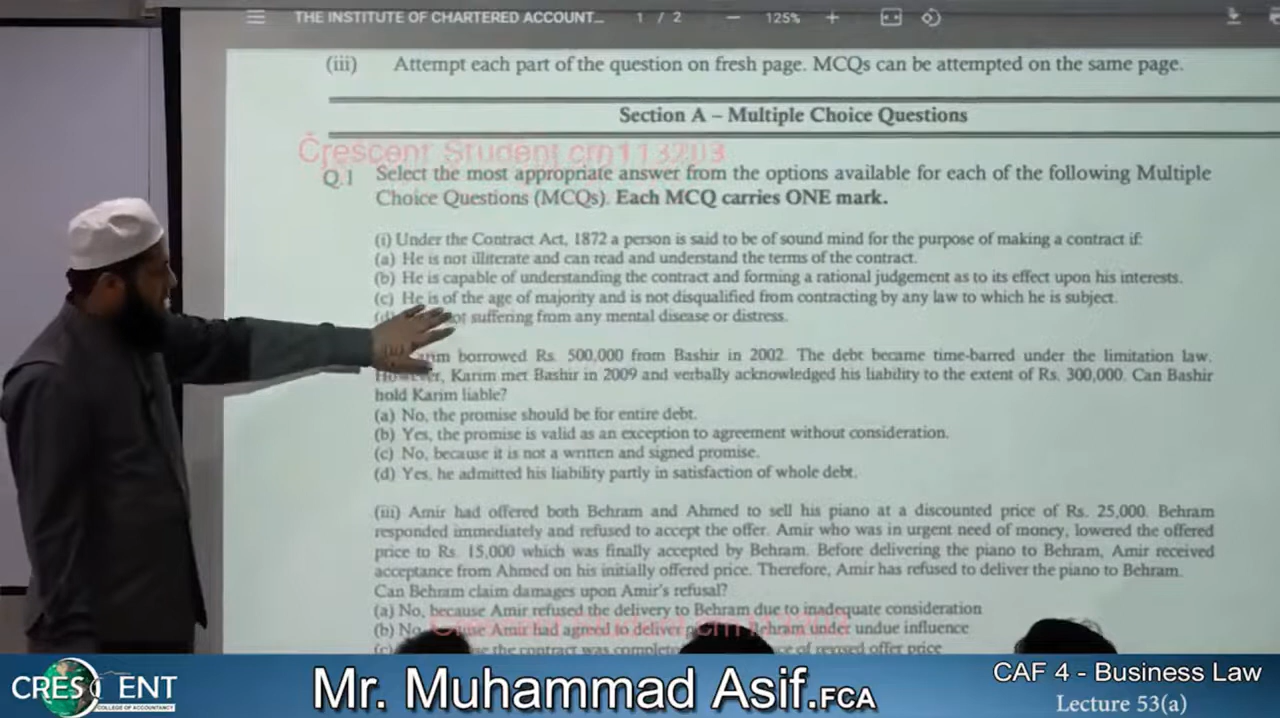 THE INSTITUTE OF CHARTERED ACCOUNT... 1 / 2 125%
(iii) Attempt each part of the question on fresh page. MCQs can be attempted on the same page.
Section A – Multiple Choice Questions
Crescent Student crn113203
Q.1 Select the most appropriate answer from the options available for each of the following Multiple
Choice Questions (MCQs). Each MCQ carries ONE mark.
(i) Under the Contract Act, 1872 a person is said to be of sound mind for the purpose of making a contract if:
(a) He is not illiterate and can read and understand the terms of the contract.
(b) He is capable of understanding the contract and forming a rational judgement as to its effect upon his interests.
(c) He is of the age of majority and is not disqualified from contracting by any law to which he is subject.
suffering from any mental disease or distress.
borrowed Rs. 500,000 from Bashir in 2002. The debt became time-barred under the limitation law.
Karim met Bashir in 2009 and verbally acknowledged his liability to the extent of Rs. 300,000. Can Bashir
hold Karim liable?
(a) No, the promise should be for entire debt.
(b) Yes, the promise is valid as an exception to agreement without consideration.
(c) No, because it is not a written and signed promise.
(d) Yes, he admitted his liability partly in satisfaction of whole debt.
(iii) Amir had offered both Behram and Ahmed to sell his piano at a discounted price of Rs. 25,000. Behram
responded immediately and refused to accept the offer. Amir who was in urgent need of money, lowered the offered
price to Rs. 15,000 which was finally accepted by Behram. Before delivering the piano to Behram, Amir received
acceptance from Ahmed on his initially offered price. Therefore, Amir has refused to deliver the piano to Behram.
Can Behram claim damages upon Amir's refusal?
(a) No, because Amir refused the delivery to Behram due to inadequate consideration
(b) No Amir had agreed to deliver Behram under undue influence
the contract was of revised offer price
CRESCENT
COLLEGE OF ACCOUNTANCY
Mr. Muhammad Asif.FCA
CAF 4 - Business Law
Lecture 53(a)